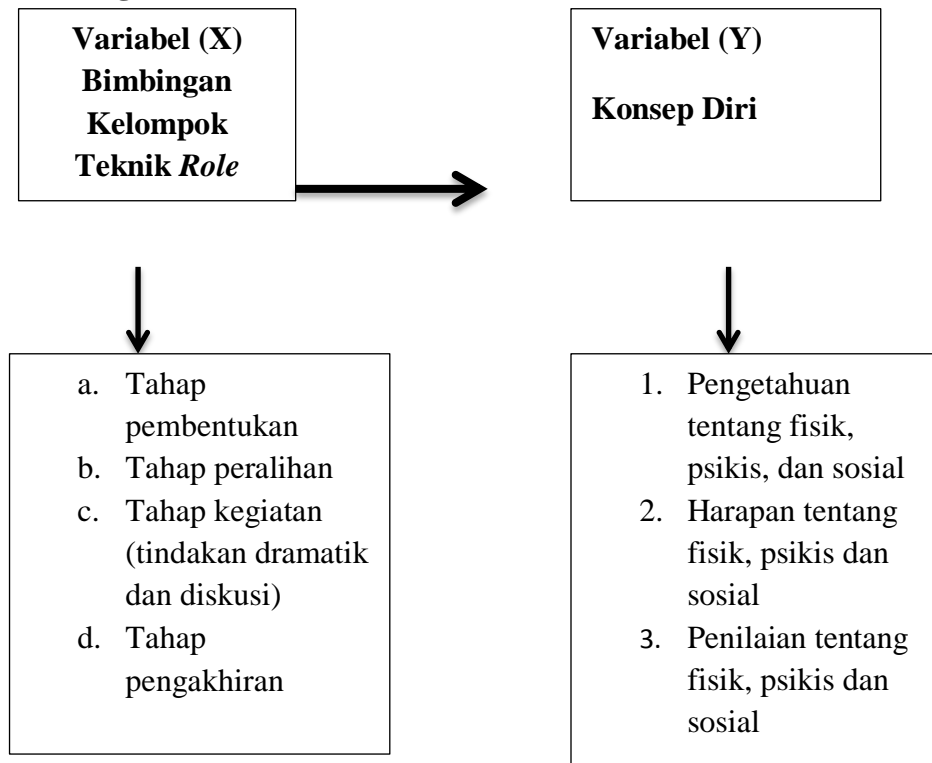 Variabel (X)
Bimbingan
Kelompok
Teknik Role
Variabel (Y)
Konsep Diri
a. Tahap
pembentukan
b. Tahap peralihan
c. Tahap kegiatan
(tindakan dramatik
dan diskusi)
d. Tahap
pengakhiran
1. Pengetahuan
tentang fisik,
psikis, dan sosial
2. Harapan tentang
fisik, psikis dan
sosial
3. Penilaian tentang
fisik, psikis dan
sosial